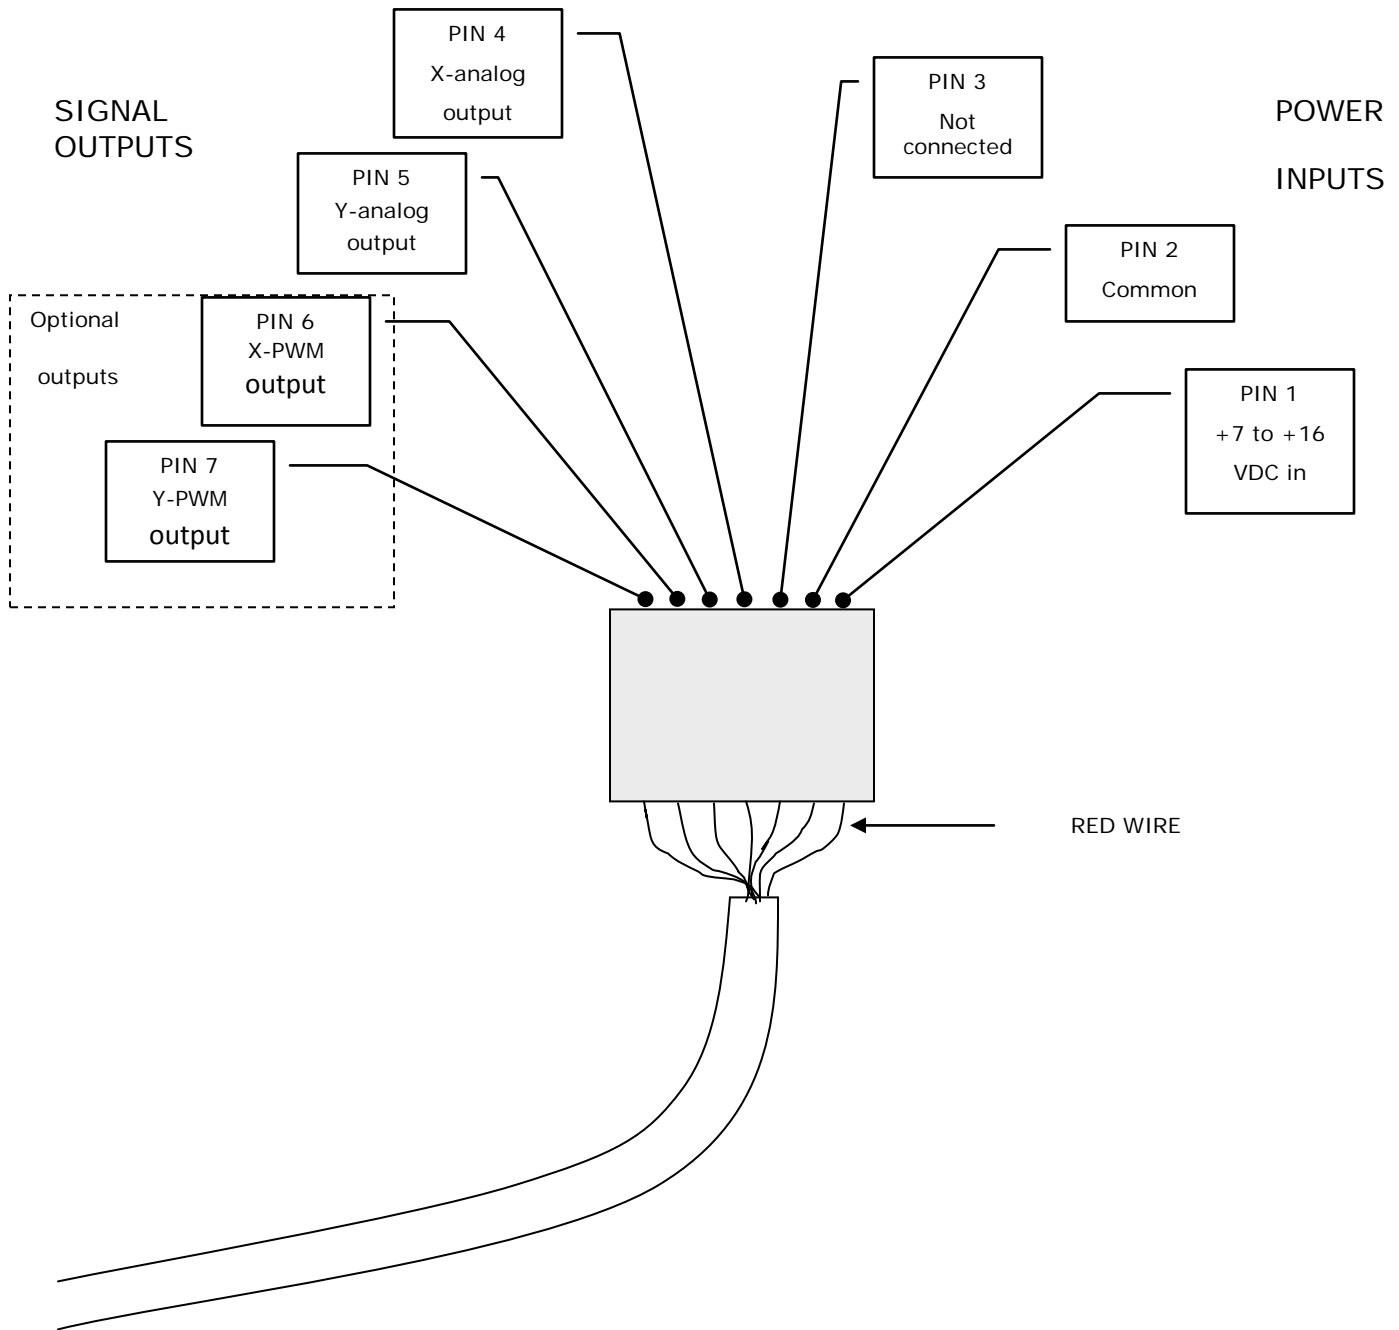 SIGNAL
OUTPUTS
PIN 4
X-analog
output
PIN 3
Not
connected
POWER
INPUTS
PIN 5
Y-analog
output
PIN 2
Common
Optional
outputs
PIN 6
X-PWM
output
PIN 1
+7 to +16
VDC in
PIN 7
Y-PWM
output
RED WIRE